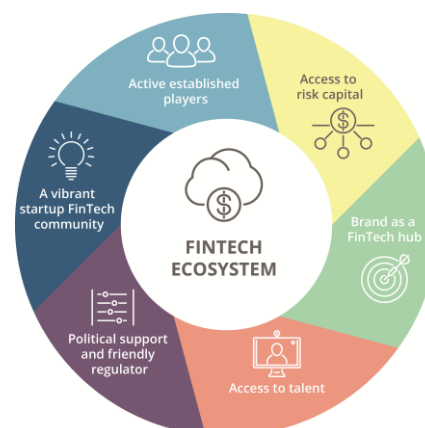 Active established
players
Access to
risk capital
$
Brand as a
FinTech hub
Access to talent
Political support
and friendly
regulator
A vibrant
startup FinTech
community
$
FINTECH
ECOSYSTEM